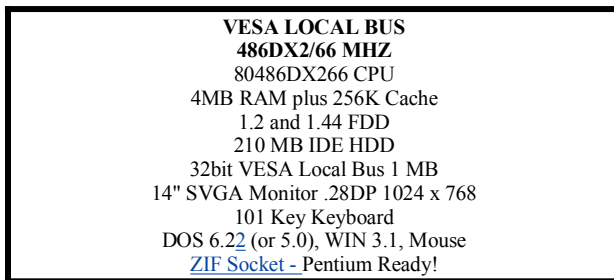 VESA LOCAL BUS
486DX2/66 MHZ
80486DX266 CPU
4MB RAM plus 256K Cache
1.2 and 1.44 FDD
210 MB IDE HDD
32bit VESA Local Bus 1 MB
14" SVGA Monitor .28DP 1024 x 768
101 Key Keyboard
DOS 6.22 (or 5.0), WIN 3.1, Mouse
ZIF Socket - Pentium Ready!